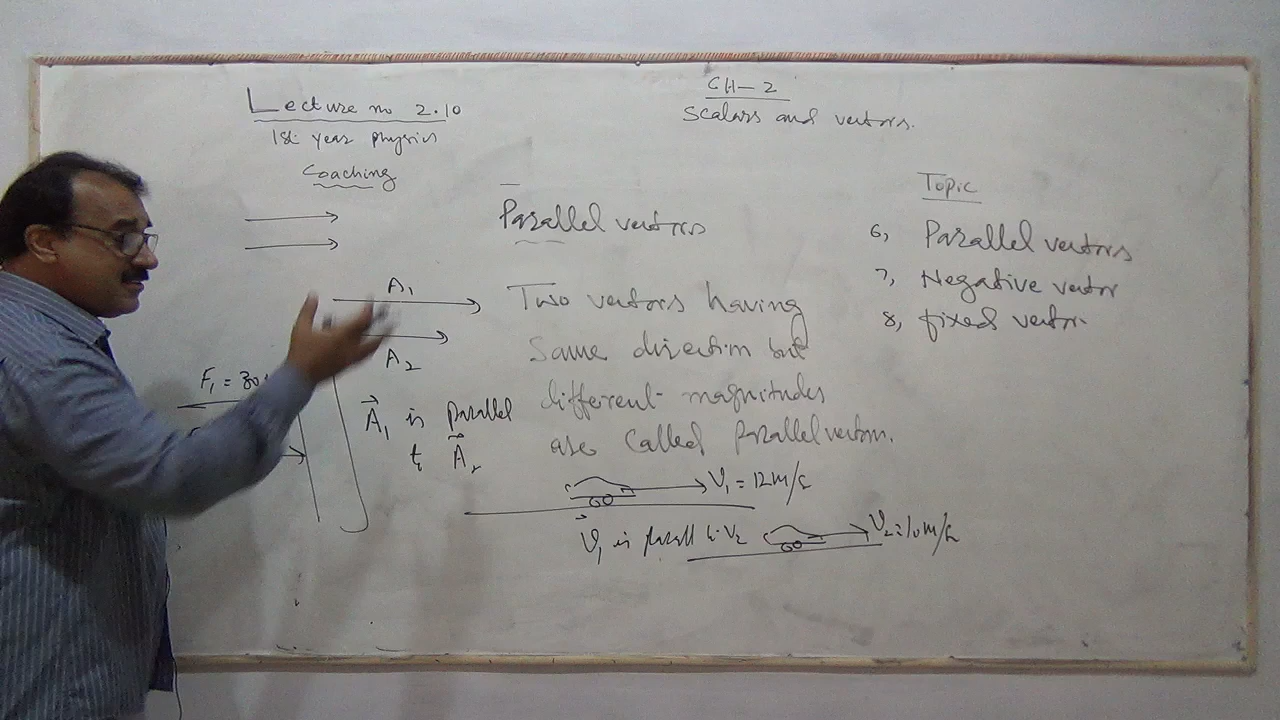 Lecture no 2.10
1st year physics
Coaching
CH-2
Scalars and vectors.
Topic
6, Parallel vectors
7, Negative vector
8, fixed vector.
Parallel vectors
Two vectors having
Same direction but
different magnitudes
are called Parallel vectors.
A₁
A₂
F₁ = 30
A₁ is parallel
to A₂
V₁ = 12 m/s
V₁ is parall to V₂
V₂ = 10 m/s